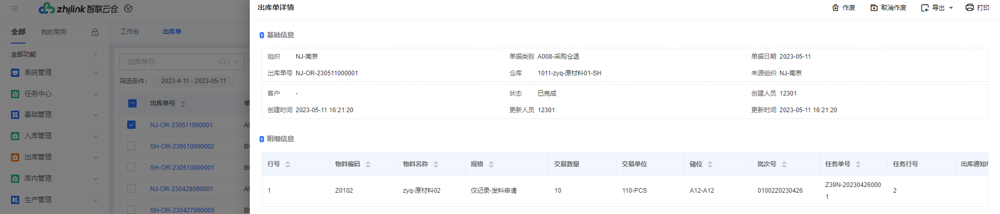 zhilink 智联云仓
全部 我的常用
全部功能
系统管理
任务中心
基础管理
入库管理
出库管理
库内管理
生产管理
工作台 出库单
出库单号
筛选条件: 2023-4-11 - 2023-05-11
出库单号 单
NJ-OR-230511000001 A0
SH-OR-230510000002 B0
SH-OR-230510000001 B0
NJ-OR-230428000001 A0
SH-OR-230427000003 B0
出库单详情
作废 取消作废 导出 打印
基础信息
组织 NJ-南京 单据类别 A008-采购仓退 单据日期 2023-05-11
出库单号 NJ-OR-230511000001 仓库 1011-zyq-原材料01-SH 来源组织 NJ-南京
客户 - 状态 已完成 创建人员 12301
创建时间 2023-05-11 16:21:20 更新人员 12301 更新时间 2023-05-11 16:21:20
明细信息
行号 物料编码 物料名称 规格 交易数量 交易单位 储位 批次号 任务单号 任务行号 出库通知单
1 Z0102 zyq-原材料02 仅记录-发料申请 10 110-PCS A12-A12 0100220230426 Z39N-20230426000 2
1